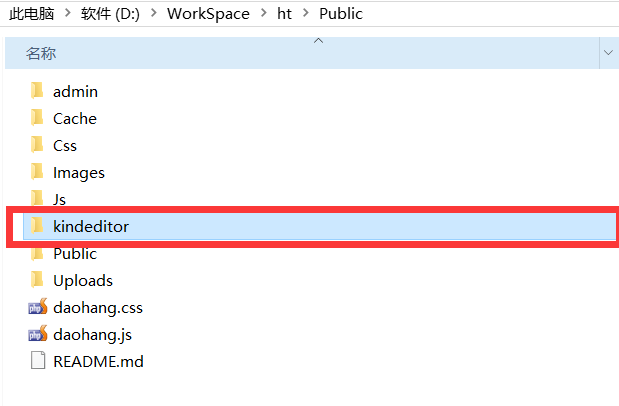 此电脑 > 软件 (D:) > WorkSpace > ht > Public
名称
admin
Cache
Css
Images
Js
kindeditor
Public
Uploads
daohang.css
daohang.js
README.md